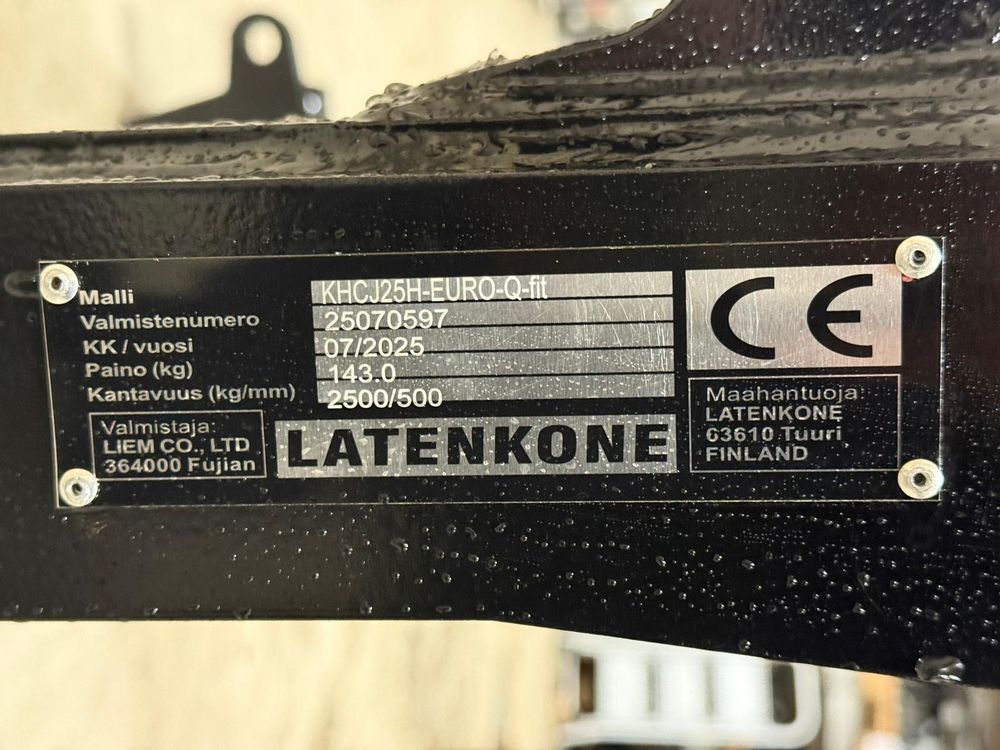 Malli KHCJ25H-EURO-Q-fit
Valmistenumero 25070597
KK / vuosi 07/2025
Paino (kg) 143.0
Kantavuus (kg/mm) 2500/500
CE
Valmistaja:
LIEM CO., LTD
364000 Fujian
LATENKONE
Maahantuoja:
LATENKONE
63610 Tuuri
FINLAND